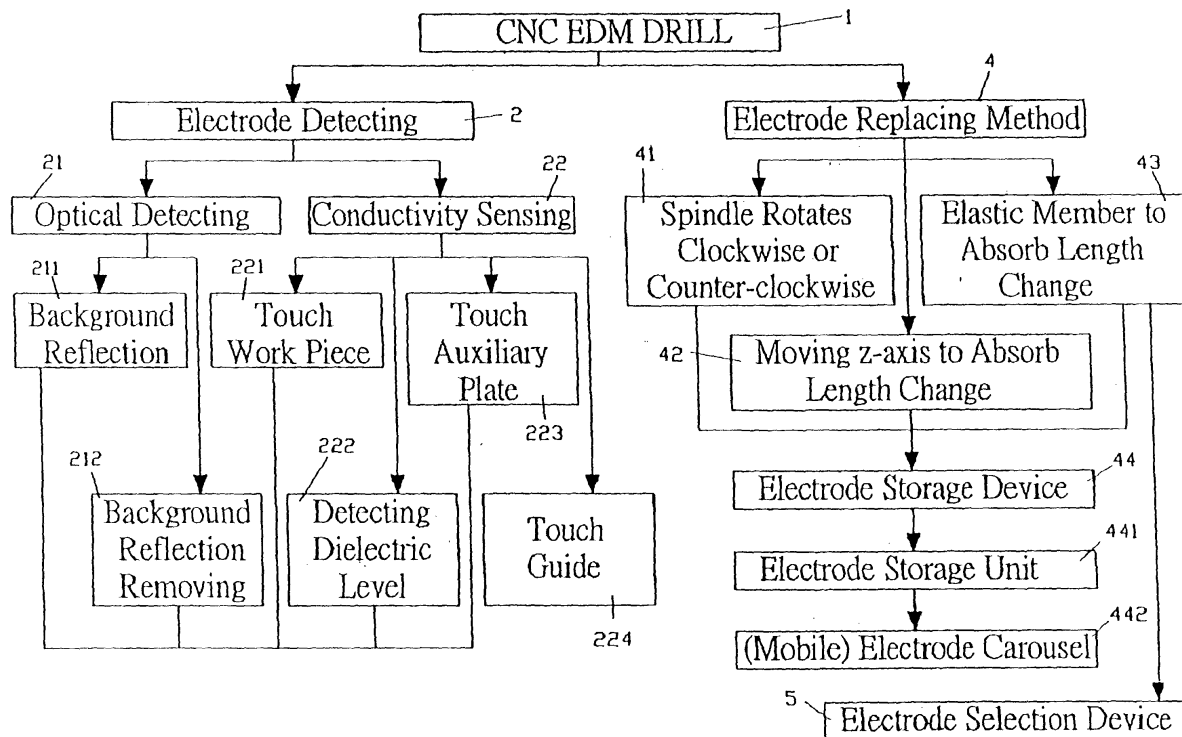 CNC EDM DRILL
1
Electrode Detecting
2
Electrode Replacing Method
4
21
Optical Detecting
22
Conductivity Sensing
41
Spindle Rotates
Clockwise or
Counter-clockwise
43
Elastic Member to
Absorb Length
Change
211
Background
Reflection
221
Touch
Work Piece
Touch
Auxiliary
Plate
223
42
Moving z-axis to Absorb
Length Change
212
Background
Reflection
Removing
222
Detecting
Dielectric
Level
Touch
Guide
224
Electrode Storage Device
44
Electrode Storage Unit
441
(Mobile) Electrode Carousel
442
5
Electrode Selection Device